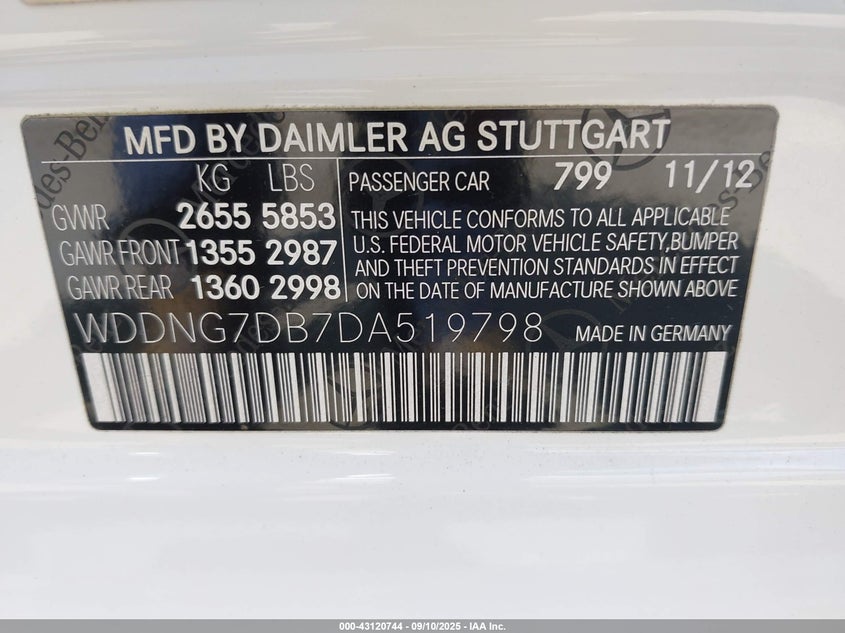 MFD BY DAIMLER AG STUTTGART
KG LBS
GVWR 2655 5853
GAWR FRONT 1355 2987
GAWR REAR 1360 2998
PASSENGER CAR 799 11/12
THIS VEHICLE CONFORMS TO ALL APPLICABLE
U.S. FEDERAL MOTOR VEHICLE SAFETY,BUMPER
AND THEFT PREVENTION STANDARDS IN EFFECT
ON THE DATE OF MANUFACTURE SHOWN ABOVE
WDDNG7DB7DA519798 MADE IN GERMANY
000-43120744 - 09/10/2025 - IAA Inc.